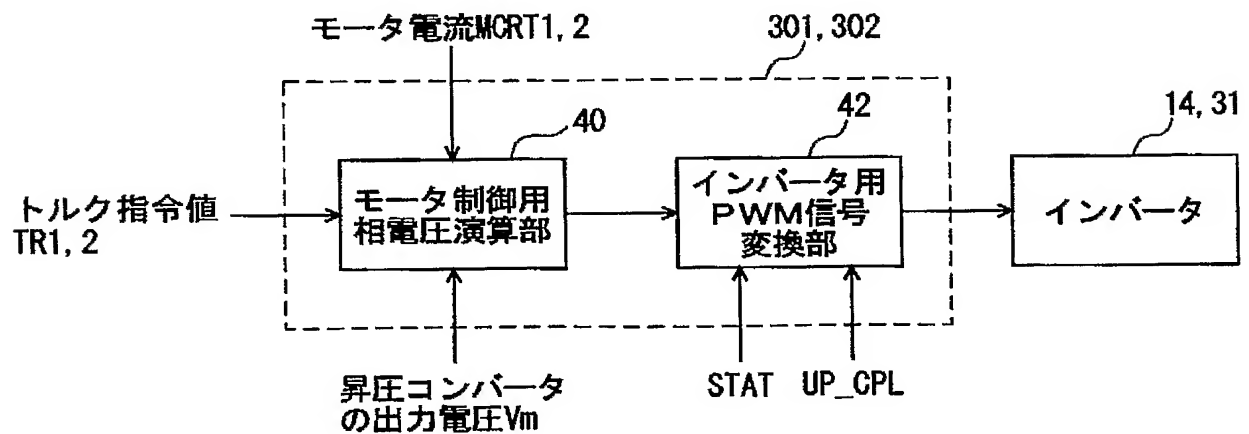 モータ電流MCRT1, 2
301, 302
40
42
14, 31
トルク指令値
TR1, 2
モータ制御用
相電圧演算部
インバータ用
PWM信号
変換部
インバータ
昇圧コンバータ
の出力電圧Vm
STAT
UP_CPL